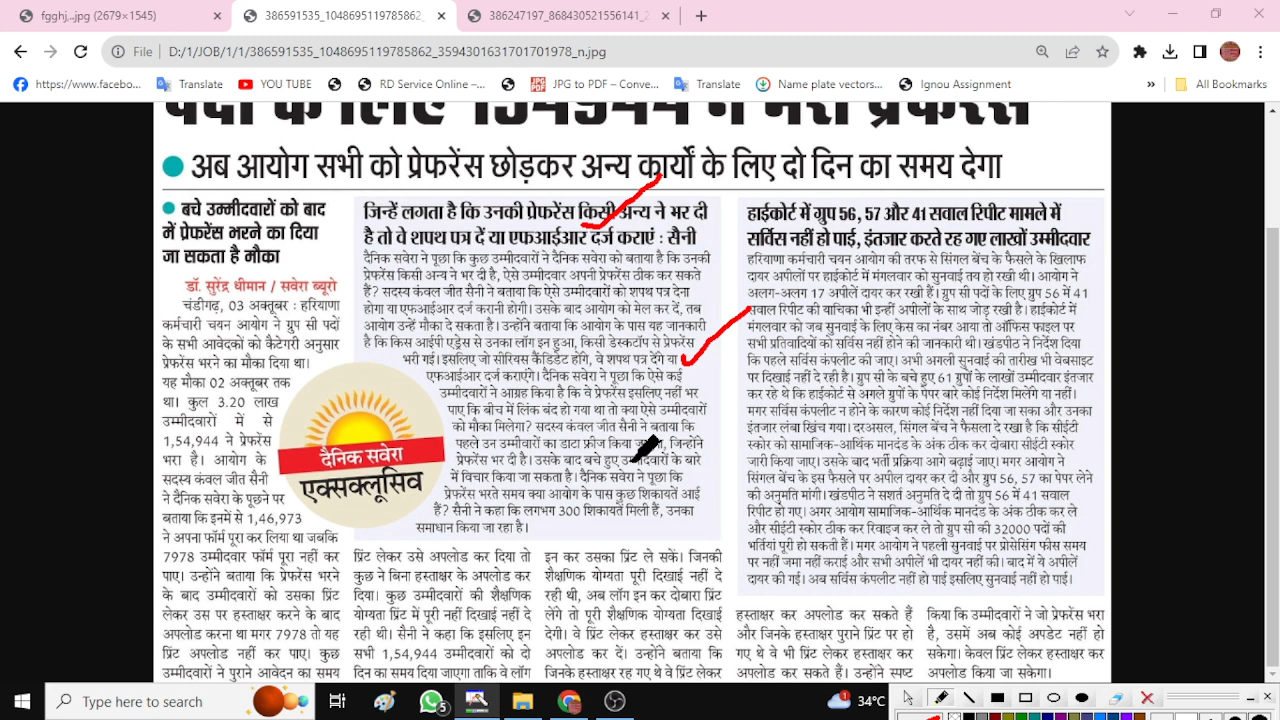 fgghj,..jpg (2679×1545)
386591535_1048695119785862_
386247197_868430521556141_2
File
D:/1/JOB/1/1/386591535_1048695119785862_3594301631701701978_n.jpg
https://www.facebo...
Translate
YOU TUBE
RD Service Online –...
JPG to PDF – Conve...
Translate
Name plate vectors...
Ignou Assignment
»
All Bookmarks
पदों के लिए 154944 ने भरी प्रेफरेंस
अब आयोग सभी को प्रेफरेंस छोड़कर अन्य कार्यों के लिए दो दिन का समय देगा
बचे उम्मीदवारों को बाद
में प्रेफरेंस भरने का दिया
जा सकता है मौका
डॉ. सुरेंद्र धीमान / सवेरा ब्यूरो
चंडीगढ़, 03 अक्तूबर : हरियाणा
कर्मचारी चयन आयोग ने ग्रुप सी पदों
के सभी आवेदकों को कैटेगरी अनुसार
प्रेफरेंस भरने का मौका दिया था।
यह मौका 02 अक्तूबर तक
था। कुल 3.20 लाख
उम्मीदवारों में से
1,54,944 ने प्रेफरेंस
भरा है। आयोग के
सदस्य कंवल जीत सैनी
ने दैनिक सवेरा के पूछने पर
बताया कि इनमें से 1,46,973
ने अपना फॉर्म पूरा कर लिया था जबकि
7978 उम्मीदवार फॉर्म पूरा नहीं कर
पाए। उन्होंने बताया कि प्रेफरेंस भरने
के बाद उम्मीदवारों को उसका प्रिंट
लेकर उस पर हस्ताक्षर करने के बाद
अपलोड करना था मगर 7978 तो यह
प्रिंट अपलोड नहीं कर पाए। कुछ
उम्मीदवारों ने पुराने आवेदन का समय
दैनिक सवेरा
एक्सक्लूसिव
जिन्हें लगता है कि उनकी प्रेफरेंस किसी अन्य ने भर दी
है तो वे शपथ पत्र दें या एफआईआर दर्ज कराएं : सैनी
दैनिक सवेरा ने पूछा कि कुछ उम्मीदवारों ने दैनिक सवेरा को बताया है कि उनकी
प्रेफरेंस किसी अन्य ने भर दी है, ऐसे उम्मीदवार अपनी प्रेफरेंस ठीक कर सकते
हैं? सदस्य कंवल जीत सैनी ने बताया कि ऐसे उम्मीदवारों को शपथ पत्र देना
होगा या एफआईआर दर्ज करानी होगी। उसके बाद आयोग को मेल कर दें, तब
आयोग उन्हें मौका दे सकता है। उन्होंने बताया कि आयोग के पास यह जानकारी
है कि किस आईपी एड्रेस से उनका लॉग इन हुआ, किसी डेस्कटॉप से प्रेफरेंस
भरी गई। इसलिए जो सीरियस कैंडिडेट होंगे, वे शपथ पत्र देंगे या
एफआईआर दर्ज कराएंगे। दैनिक सवेरा ने पूछा कि ऐसे कई
उम्मीदवारों ने आग्रह किया है कि वे प्रेफरेंस इसलिए नहीं भर
पाए कि बीच में लिंक बंद हो गया था तो क्या ऐसे उम्मीदवारों
को मौका मिलेगा? सदस्य कंवल जीत सैनी ने बताया कि
पहले उन उम्मीदवारों का डाटा फ्रीज किया जिन्होंने
प्रेफरेंस भर दी है। उसके बाद बचे हुए उम्मीदवारों के बारे
में विचार किया जा सकता है। दैनिक सवेरा ने पूछा कि
प्रेफरेंस भरते समय क्या आयोग के पास कुछ शिकायतें आई
हैं? सैनी ने कहा कि लगभग 300 शिकायतें मिली हैं, उनका
समाधान किया जा रहा है।
प्रिंट लेकर उसे अपलोड कर दिया तो
कुछ ने बिना हस्ताक्षर के अपलोड कर
दिया। कुछ उम्मीदवारों की शैक्षणिक
योग्यता प्रिंट में पूरी नहीं दिखाई नहीं दे
रही थी। सैनी ने कहा कि इसलिए इन
सभी 1,54,944 उम्मीदवारों को दो
दिन का समय दिया जाएगा ताकि वे लॉग
इन कर उसका प्रिंट ले सकें। जिनकी
शैक्षणिक योग्यता पूरी दिखाई नहीं दे
रही थी, अब लॉग इन कर दोबारा प्रिंट
लेंगे तो पूरी शैक्षणिक योग्यता दिखाई
देगी। वे प्रिंट लेकर हस्ताक्षर कर उसे
अपलोड कर दें। उन्होंने बताया कि
जिनके हस्ताक्षर रह गए थे वे प्रिंट लेकर
हाईकोर्ट में ग्रुप 56, 57 और 41 सवाल रिपीट मामले में
सर्विस नहीं हो पाई, इंतजार करते रह गए लाखों उम्मीदवार
हरियाणा कर्मचारी चयन आयोग की तरफ से सिंगल बेंच के फैसले के खिलाफ
दायर अपीलों पर हाईकोर्ट में मंगलवार को सुनवाई तय हो रखी थी। आयोग ने
अलग-अलग 17 अपीलें दायर कर रखी हैं। ग्रुप सी पदों के लिए ग्रुप 56 में 41
सवाल रिपीट की याचिका भी इन्हीं अपीलों के साथ जोड़ रखी है। हाईकोर्ट में
मंगलवार को जब सुनवाई के लिए केस का नंबर आया तो ऑफिस फाइल पर
सभी प्रतिवादियों को सर्विस नहीं होने की जानकारी थी। खंडपीठ ने निर्देश दिया
कि पहले सर्विस कंपलीट की जाए। अभी अगली सुनवाई की तारीख भी वेबसाइट
पर दिखाई नहीं दे रही है। ग्रुप सी के बचे हुए 61 ग्रुपों के लाखों उम्मीदवार इंतजार
कर रहे थे कि हाईकोर्ट से अगले ग्रुपों के पेपर बारे कोई निर्देश मिलेंगे या नहीं।
मगर सर्विस कंपलीट न होने के कारण कोई निर्देश नहीं दिया जा सका और उनका
इंतजार लंबा खिंच गया। दरअसल, सिंगल बेंच ने फैसला दे रखा है कि सीईटी
स्कोर को सामाजिक-आर्थिक मानदंड के अंक ठीक कर दोबारा सीईटी स्कोर
जारी किया जाए। उसके बाद भर्ती प्रक्रिया आगे बढ़ाई जाए। मगर आयोग ने
सिंगल बेंच के इस फैसले पर अपील दायर कर दी और ग्रुप 56, 57 का पेपर लेने
की अनुमति मांगी। खंडपीठ ने सशर्त अनुमति दे दी तो ग्रुप 56 में 41 सवाल
रिपीट हो गए। अगर आयोग सामाजिक-आर्थिक मानदंड के अंक ठीक कर ले
और सीईटी स्कोर ठीक कर रिवाइज कर ले तो ग्रुप सी की 32000 पदों की
भर्तियां पूरी हो सकती हैं। मगर आयोग ने पहली सुनवाई पर प्रोसेसिंग फीस समय
पर नहीं जमा नहीं कराई और सभी अपीलें भी दायर नहीं की। बाद में ये अपीलें
दायर की गई। अब सर्विस कंपलीट नहीं हो पाई इसलिए सुनवाई नहीं हो पाई।
हस्ताक्षर कर अपलोड कर सकते हैं
और जिनके हस्ताक्षर पुराने प्रिंट पर हो
गए थे वे भी प्रिंट लेकर हस्ताक्षर कर
अपलोड कर सकते हैं। उन्होंने स्पष्ट
किया कि उम्मीदवारों ने जो प्रेफरेंस भरा
है, उसमें अब कोई अपडेट नहीं हो
सकेगा। केवल प्रिंट लेकर हस्ताक्षर कर
अपलोड किया जा सकेगा।
Type here to search
5
1
34°C